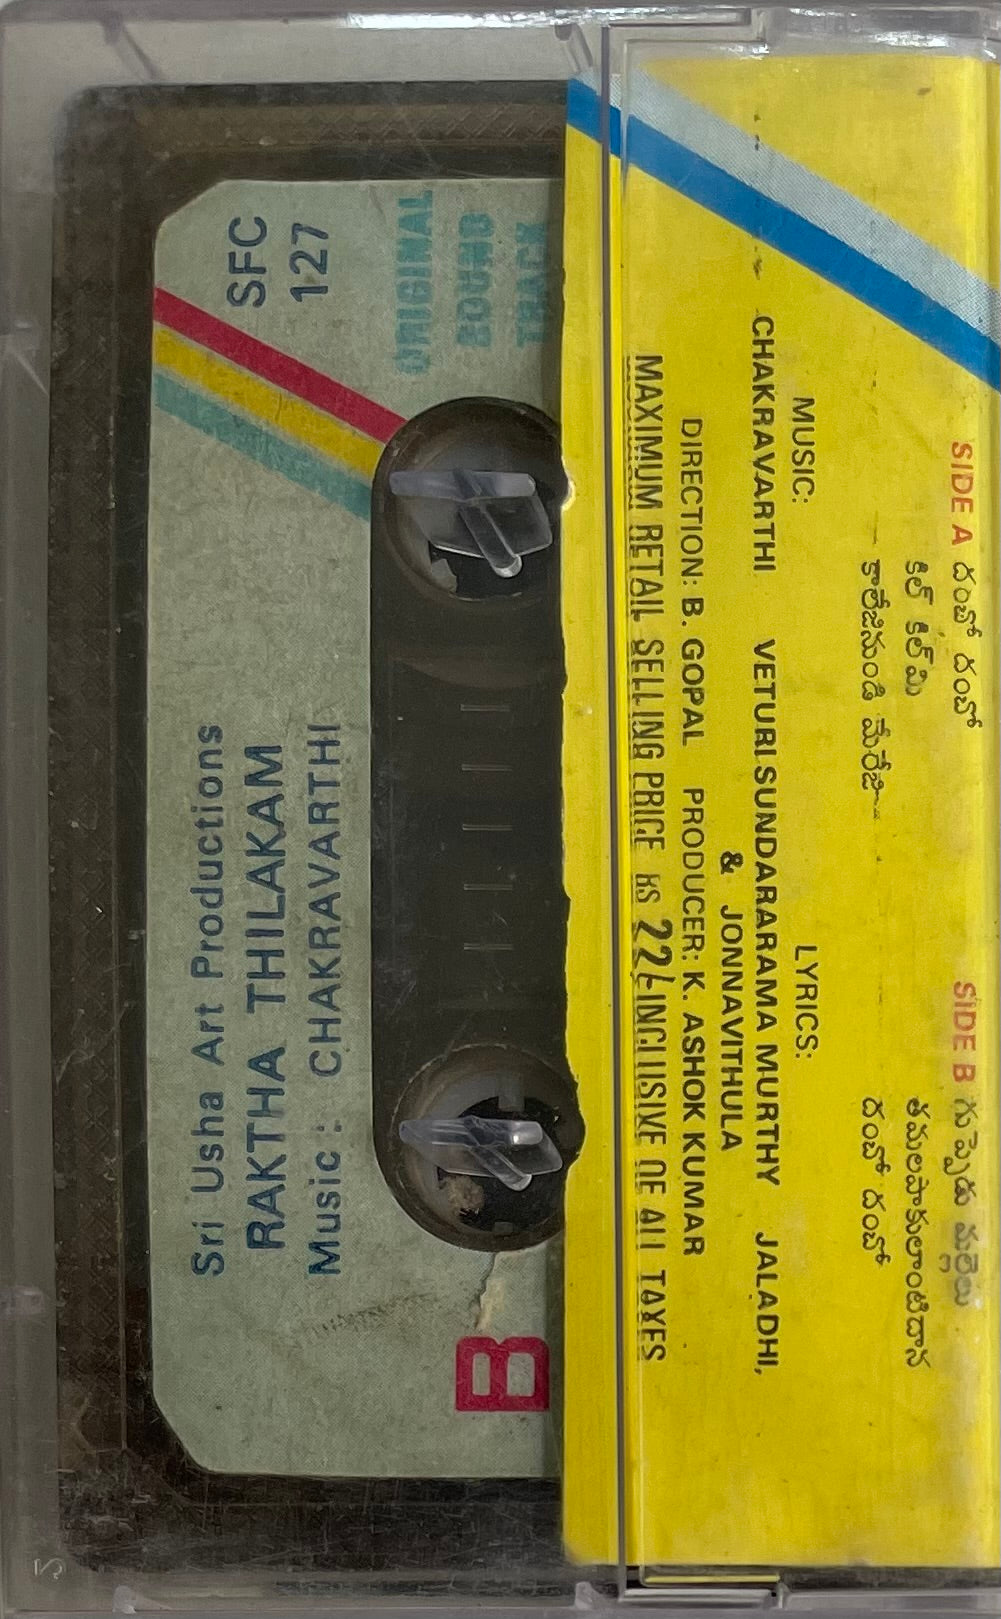 SFC
127
ORIGINAL
SOUND
TRACK
Sri Usha Art Productions
RAKTHA THILAKAM
Music : CHAKRAVARTHI
B
SIDE A దంబో దంబో
కిల్ కిల్ మి
కాలేజినుండి మేరేజి
SIDE B గుప్పెడు మల్లెలు
తమలపాకులాంటిదాన
దంబో దంబో
MUSIC:
CHAKRAVARTHI
LYRICS:
VETURI SUNDARARAMA MURTHY JALADHI,
& JONNAVITHULA
DIRECTION: B. GOPAL PRODUCER: K. ASHOK KUMAR
MAXIMUM RETAIL SELLING PRICE RS 22/- INCLUSIVE OF ALL TAXES